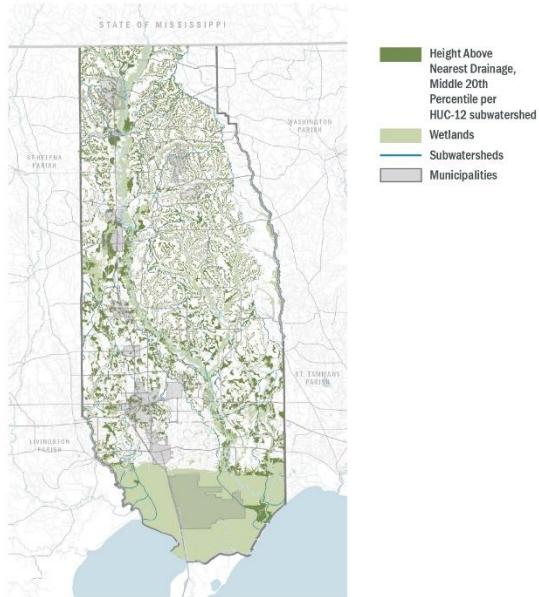 STATE OF MISSISSIPPI
WASHINGTON
PARISH
ST. HELENA
PARISH
ST. TAMMANY
PARISH
LIVINGSTON
PARISH
Height Above
Nearest Drainage,
Middle 20th
Percentile per
HUC-12 subwatershed
Wetlands
Subwatersheds
Municipalities